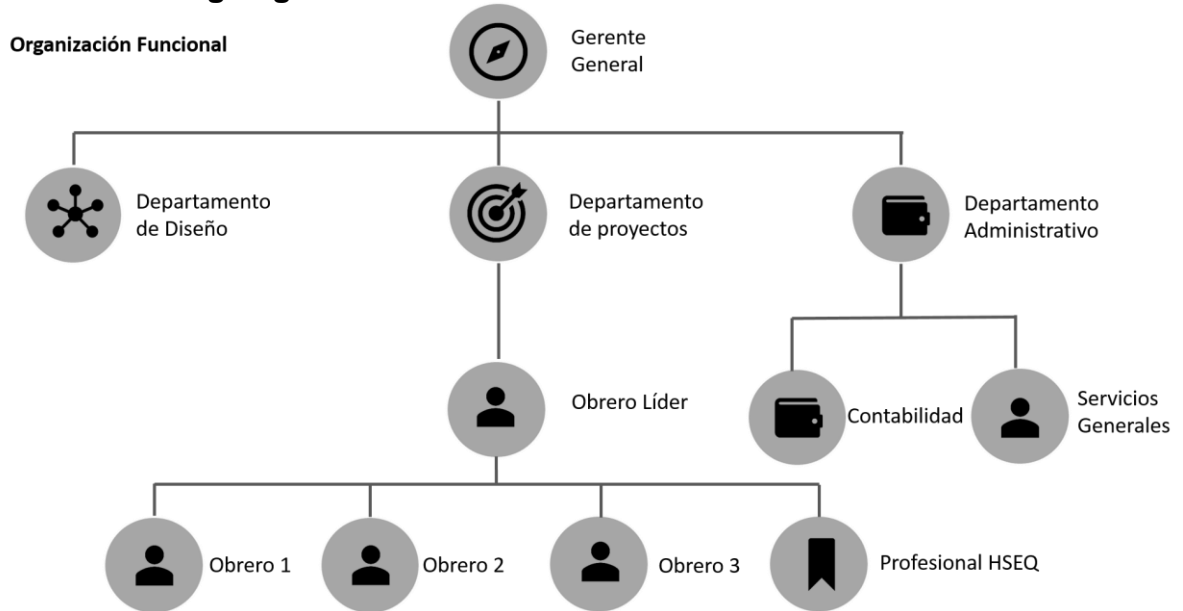 Organización Funcional
Gerente
General
Departamento
de Diseño
Departamento
de proyectos
Departamento
Administrativo
Obrero Líder
Contabilidad
Servicios
Generales
Obrero 1
Obrero 2
Obrero 3
Profesional HSEQ